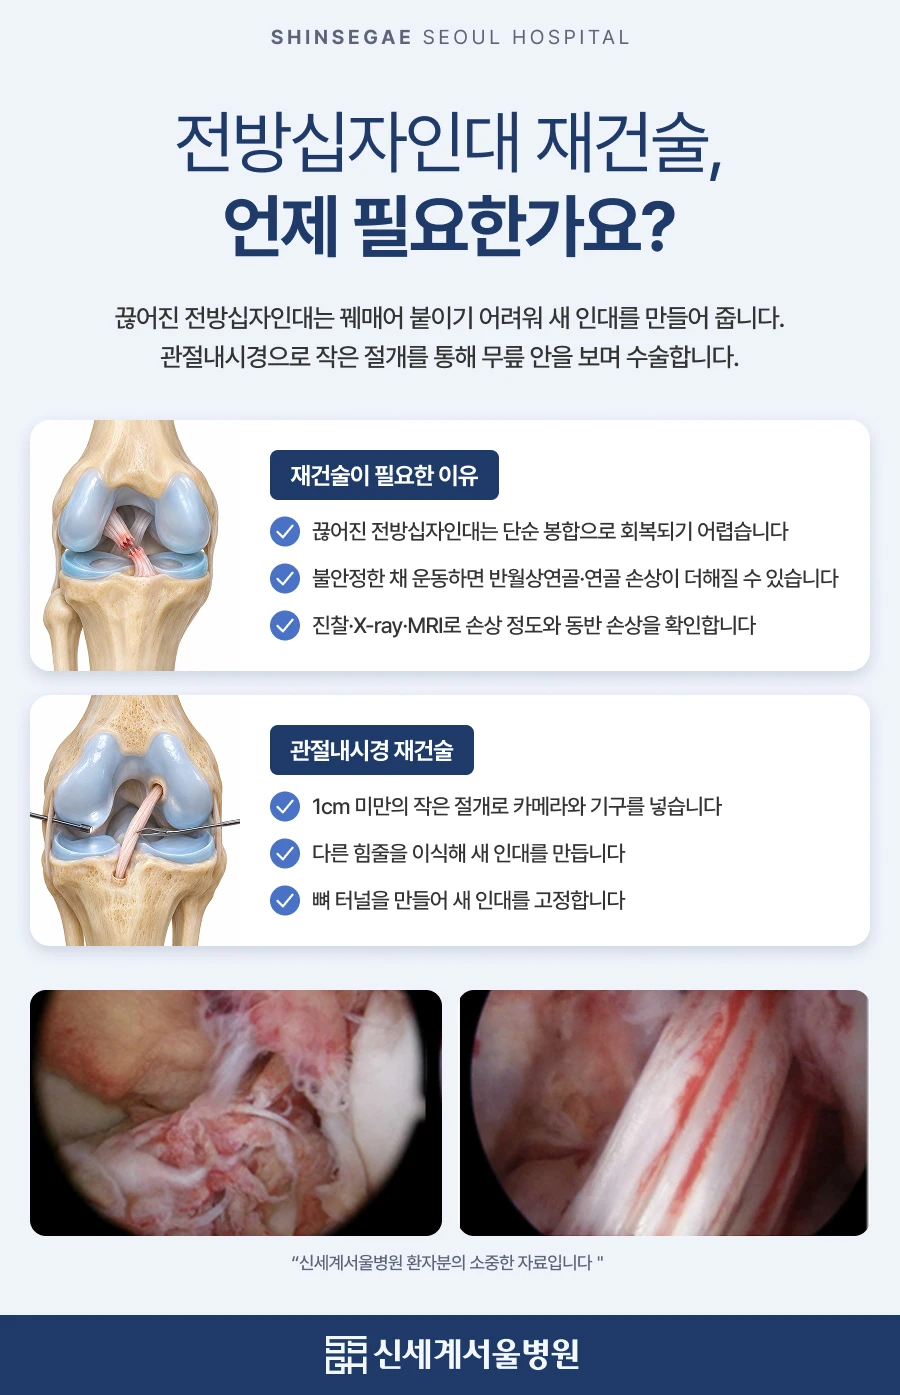 SHINSEGAE SEOUL HOSPITAL
전방십자인대 재건술,
언제 필요한가요?
끊어진 전방십자인대는 꿰매어 붙이기 어려워 새 인대를 만들어 줍니다.
관절내시경으로 작은 절개를 통해 무릎 안을 보며 수술합니다.
재건술이 필요한 이유
끊어진 전방십자인대는 단순 봉합으로 회복되기 어렵습니다
불안정한 채 운동하면 반월상연골·연골 손상이 더해질 수 있습니다
진찰·X-ray·MRI로 손상 정도와 동반 손상을 확인합니다
관절내시경 재건술
1cm 미만의 작은 절개로 카메라와 기구를 넣습니다
다른 힘줄을 이식해 새 인대를 만듭니다
뼈 터널을 만들어 새 인대를 고정합니다
“신세계서울병원 환자분의 소중한 자료입니다 "
신세계서울병원